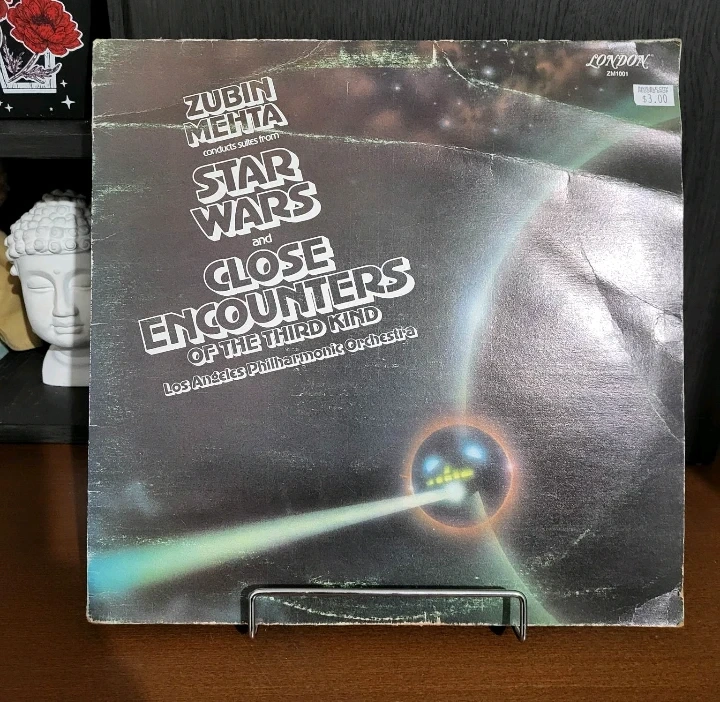 LONDON
ZM1001
$3.00
ZUBIN
MEHTA
conducts suites from
STAR
WARS
and
CLOSE
ENCOUNTERS
OF THE THIRD KIND
Los Angeles Philharmonic Orchestra